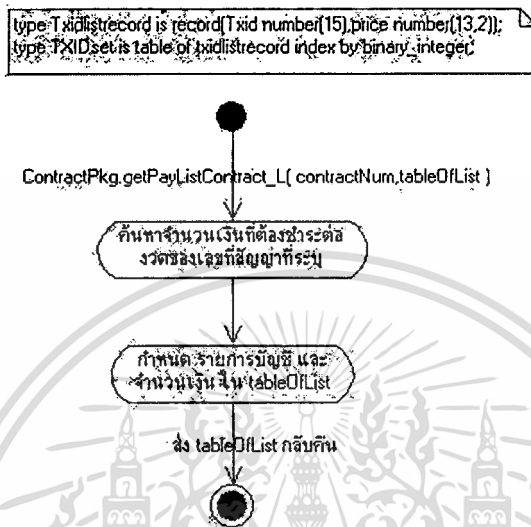 type Txidlistrecord is record(Txid number(15),price number(13,2));
type TXIDset is table of txidlistrecord index by binary_integer;
ContractPkg.getPayListContract_L( contractNum,tableOfList )
ค้นหาจำนวนเงินที่ต้องชำระต่อ
งวดของเลขที่สัญญาที่ระบุ
กำหนด รายการบัญชี และ
จำนวนเงิน ใน tableOfList
ส่ง tableOfList กลับคืน